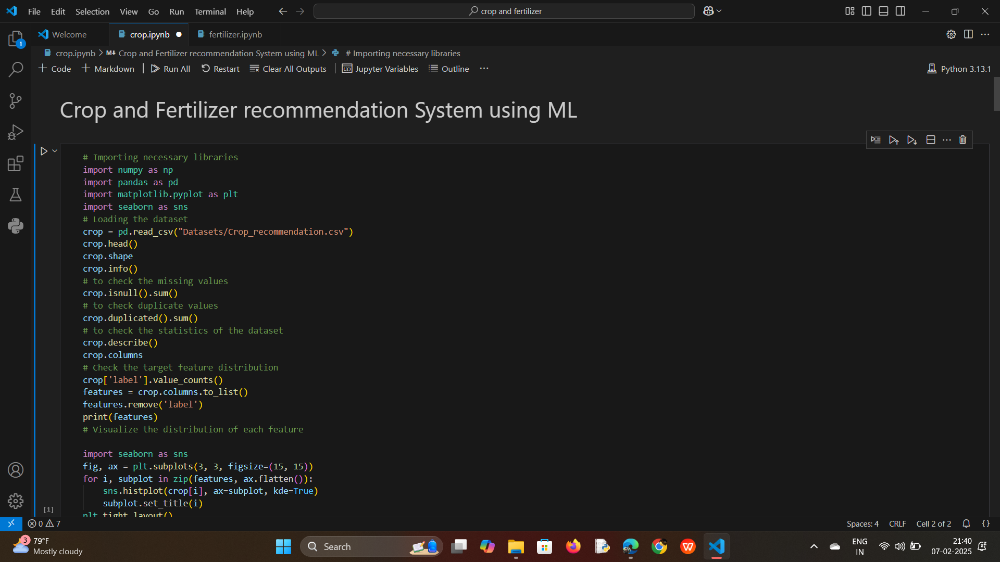 File Edit Selection View Go Run Terminal Help
crop and fertilizer
1
Welcome
crop.ipynb
fertilizer.ipynb
crop.ipynb > M↓ Crop and Fertilizer recommendation System using ML > # Importing necessary libraries
+ Code + Markdown | Run All Restart Clear All Outputs | Jupyter Variables Outline ...
Python 3.13.1
Crop and Fertilizer recommendation System using ML
# Importing necessary libraries
import numpy as np
import pandas as pd
import matplotlib.pyplot as plt
import seaborn as sns
# Loading the dataset
crop = pd.read_csv("Datasets/Crop_recommendation.csv")
crop.head()
crop.shape
crop.info()
# to check the missing values
crop.isnull().sum()
# to check duplicate values
crop.duplicated().sum()
# to check the statistics of the dataset
crop.describe()
crop.columns
# Check the target feature distribution
crop['label'].value_counts()
features = crop.columns.to_list()
features.remove('label')
print(features)
# Visualize the distribution of each feature
import seaborn as sns
fig, ax = plt.subplots(3, 3, figsize=(15, 15))
for i, subplot in zip(features, ax.flatten()):
    sns.histplot(crop[i], ax=subplot, kde=True)
    subplot.set_title(i)
plt.tight_layout()
[1]
0 7
Spaces: 4 CRLF Cell 2 of 2 {}
3
79°F
Mostly cloudy
Search
ENG
IN
21:40
07-02-2025